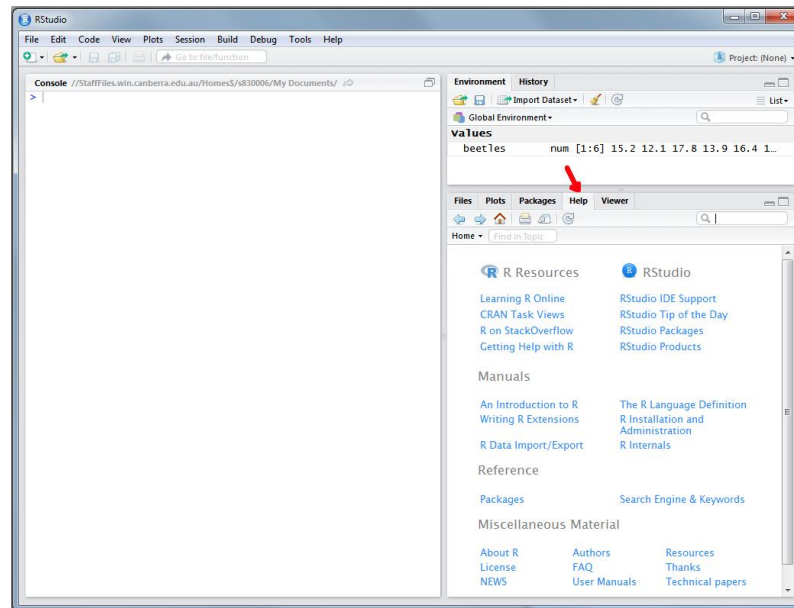 RStudio
File Edit Code View Plots Session Build Debug Tools Help
Go to file/function
Project: (None)
Console //StaffFiles.win.canberra.edu.au/Homes$/s830006/My Documents/
>
Environment History
Import Dataset
List
Global Environment
Values
beetles num [1:6] 15.2 12.1 17.8 13.9 16.4 1…
Files Plots Packages Help Viewer
Home Find in Topic
R R Resources R RStudio
Learning R Online RStudio IDE Support
CRAN Task Views RStudio Tip of the Day
R on StackOverflow RStudio Packages
Getting Help with R RStudio Products
Manuals
An Introduction to R The R Language Definition
Writing R Extensions R Installation and
Administration
R Data Import/Export R Internals
Reference
Packages Search Engine & Keywords
Miscellaneous Material
About R Authors Resources
License FAQ Thanks
NEWS User Manuals Technical papers